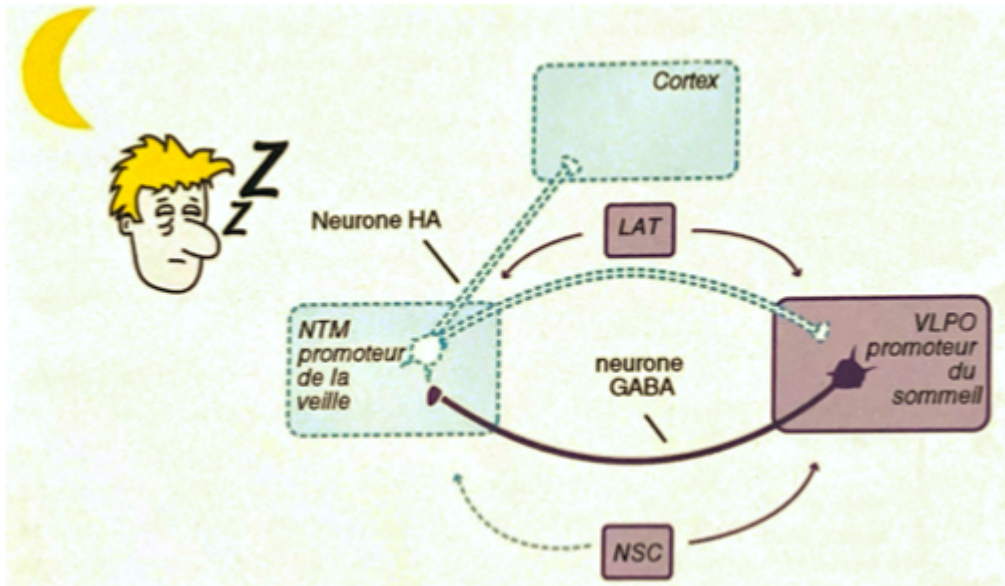 Cortex
Z
Z
Neurone HA
LAT
NTM
promoteur
de la
veille
VLPO
promoteur
du
sommeil
neurone
GABA
NSC